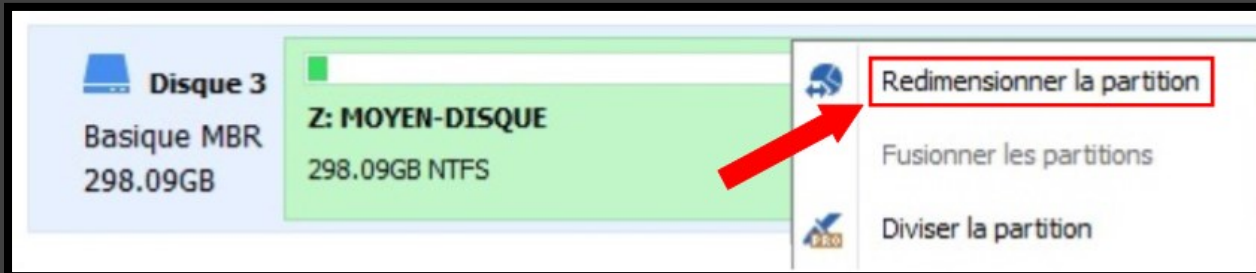 Disque 3
Basique MBR
298.09GB
Z: MOYEN-DISQUE
298.09GB NTFS
Redimensionner la partition
Fusionner les partitions
Diviser la partition
PRO